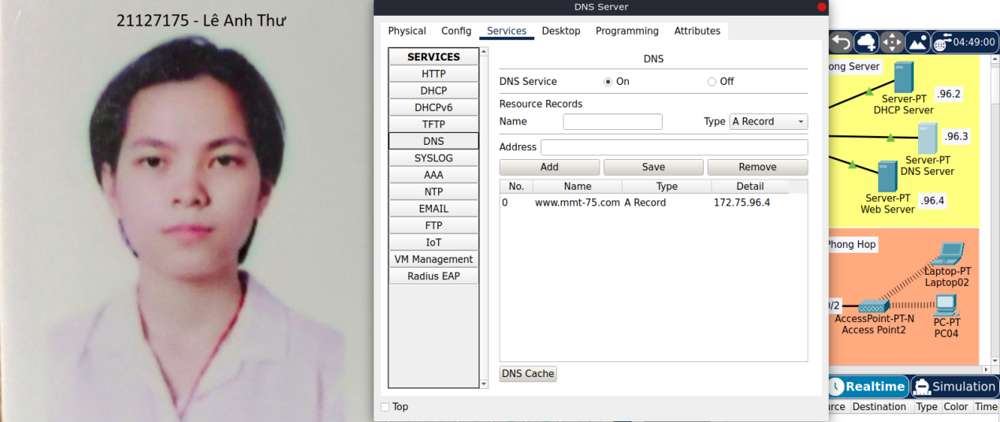 21127175 - Lê Anh Thư
DNS Server
Physical Config Services Desktop Programming Attributes
SERVICES
HTTP
DHCP
DHCPv6
TFTP
DNS
SYSLOG
AAA
NTP
EMAIL
FTP
IoT
VM Management
Radius EAP
DNS
DNS Service On Off
Resource Records
Name Type A Record
Address
Add Save Remove
No. Name Type Detail
0 www.mmt-75.com A Record 172.75.96.4
DNS Cache
Top
04:49:00
Server
Server-PT
DHCP Server
.96.2
.96.3
Server-PT
DNS Server
Server-PT
Web Server
.96.4
Phong Hop
Laptop-PT
Laptop02
/2
AccessPoint-PT-N
Access Point2
PC-PT
PC04
Realtime Simulation
Destination Type Color Time